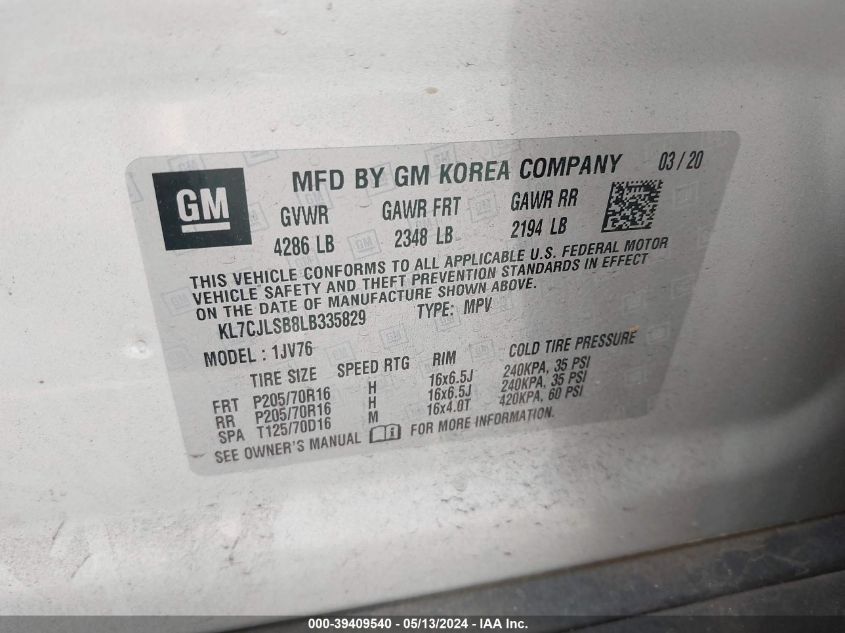 GM
MFD BY GM KOREA COMPANY 03 / 20
GVWR GAWR FRT GAWR RR
4286 LB 2348 LB 2194 LB
THIS VEHICLE CONFORMS TO ALL APPLICABLE U.S. FEDERAL MOTOR
VEHICLE SAFETY AND THEFT PREVENTION STANDARDS IN EFFECT
ON THE DATE OF MANUFACTURE SHOWN ABOVE.
KL7CJLSB8LB335829 TYPE: MPV
MODEL : 1JV76
TIRE SIZE SPEED RTG RIM COLD TIRE PRESSURE
FRT P205/70R16 H 16x6.5J 240KPA, 35 PSI
RR P205/70R16 H 16x6.5J 240KPA, 35 PSI
SPA T125/70D16 M 16x4.0T 420KPA, 60 PSI
SEE OWNER'S MANUAL FOR MORE INFORMATION.
000-39409540 - 05/13/2024 - IAA Inc.